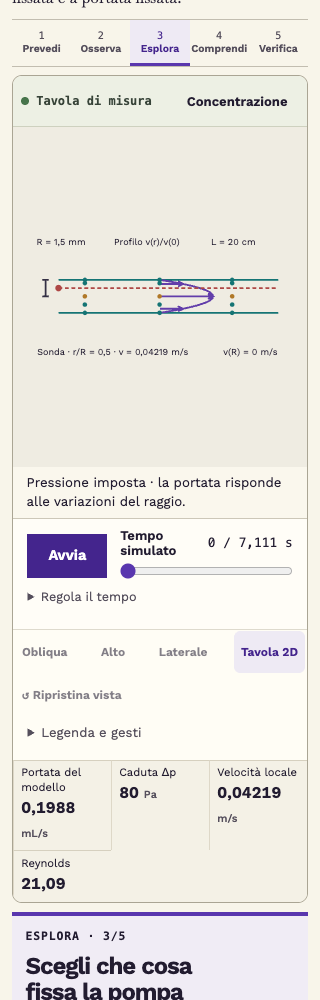 1 2 3 4 5
Prevedi Osserva Esplora Comprendi Verifica
Tavola di misura Concentrazione
R = 1,5 mm Profilo v(r)/v(0) L = 20 cm
Sonda · r/R = 0,5 · v = 0,04219 m/s v(R) = 0 m/s
Pressione imposta · la portata risponde
alle variazioni del raggio.
Avvia
Tempo
simulato
0 / 7,111 s
▶ Regola il tempo
Obliqua Alto Laterale Tavola 2D
↺ Ripristina vista
▶ Legenda e gesti
Portata del
modello
0,1988
mL/s
Caduta Δp
80 Pa
Velocità locale
0,04219
m/s
Reynolds
21,09
ESPLORA · 3/5
Scegli che cosa
fissa la pompa